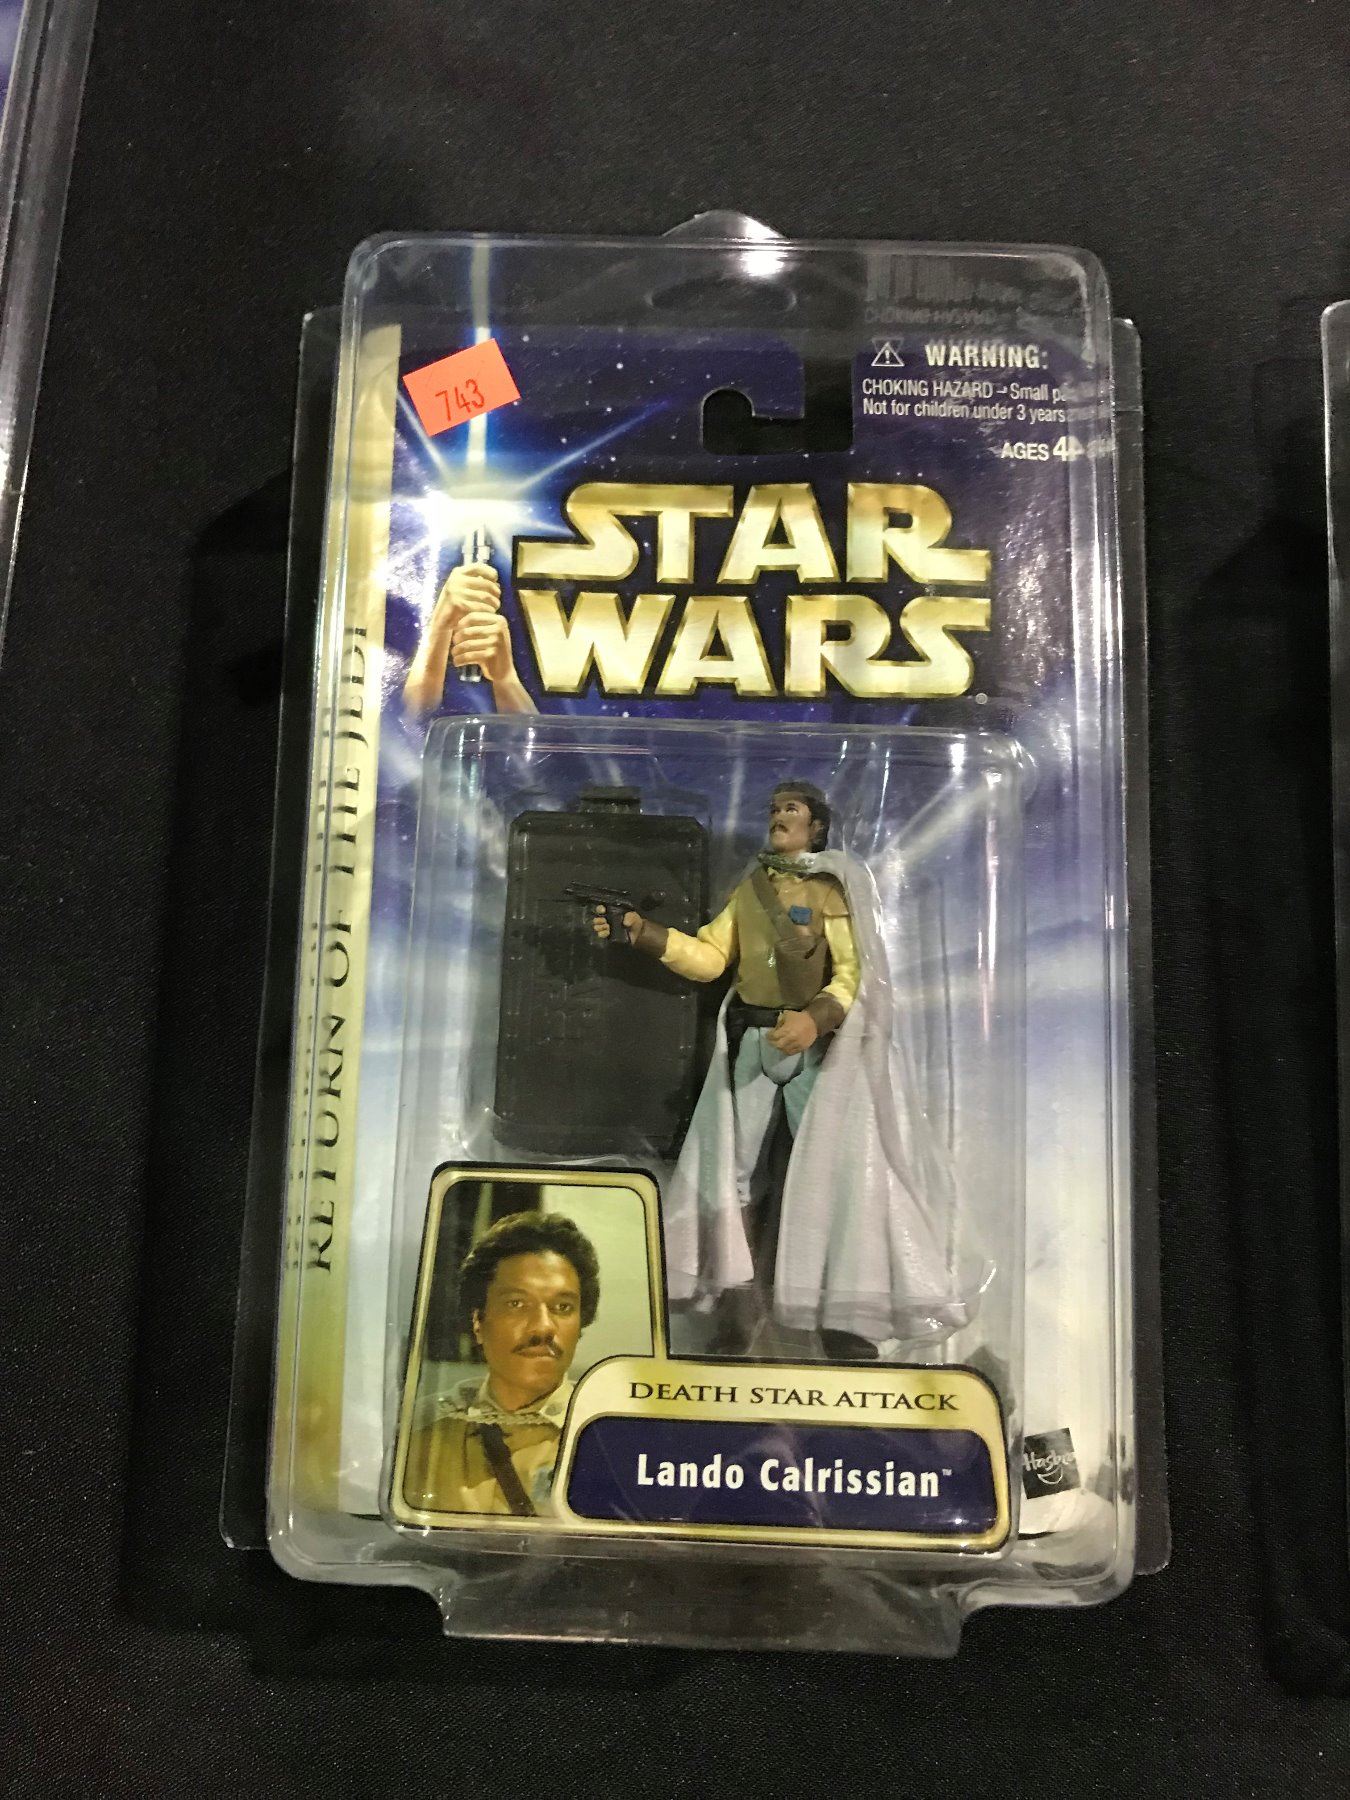 743
WARNING:
CHOKING HAZARD – Small
Not for children under 3 years
AGES 4+
STAR
WARS
RETURN OF THE JEDI
DEATH STAR ATTACK
Lando Calrissian™
Hasbro